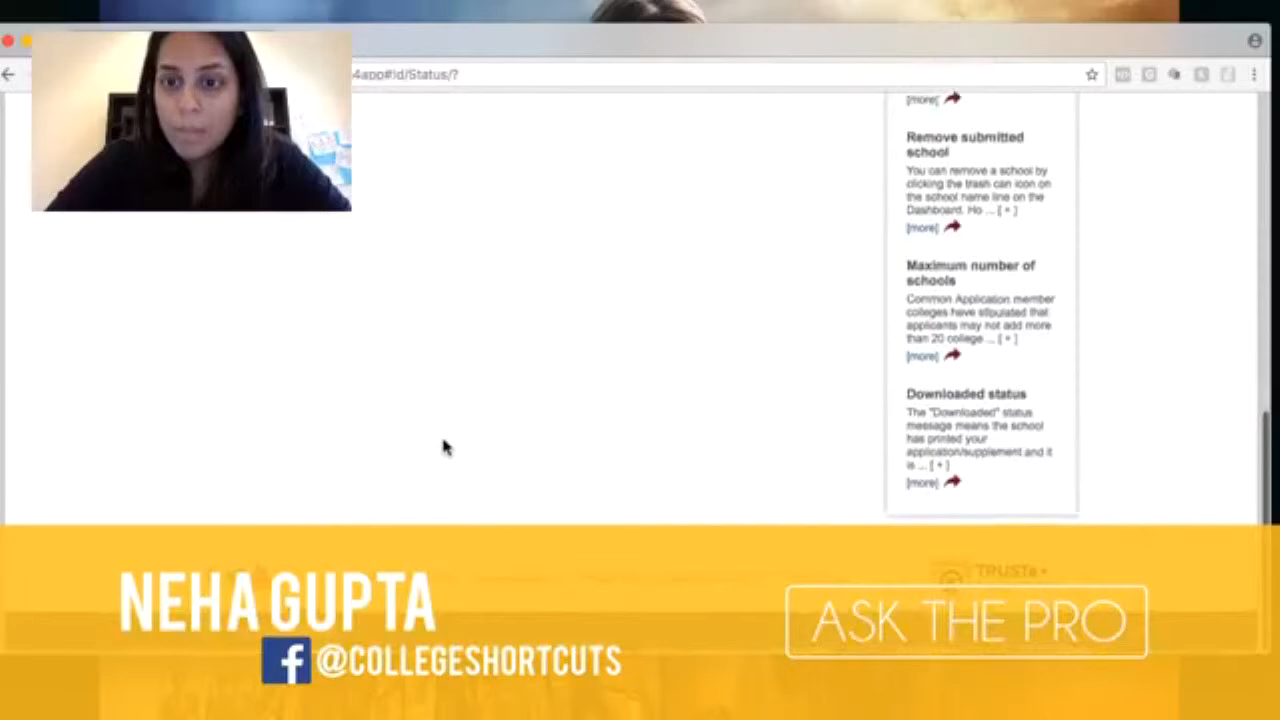 4app#!d/Status/?
[more]
Remove submitted
school
You can remove a school by
clicking the trash can icon on
the school name line on the
Dashboard. Ho ... [ + ]
[more]
Maximum number of
schools
Common Application member
colleges have stipulated that
applicants may not add more
than 20 college ... [ + ]
[more]
Downloaded status
The "Downloaded" status
message means the school
has printed your
application/supplement and it
is ... [ + ]
[more]
TRUSTe
NEHA GUPTA
ASK THE PRO
f @COLLEGESHORTCUTS